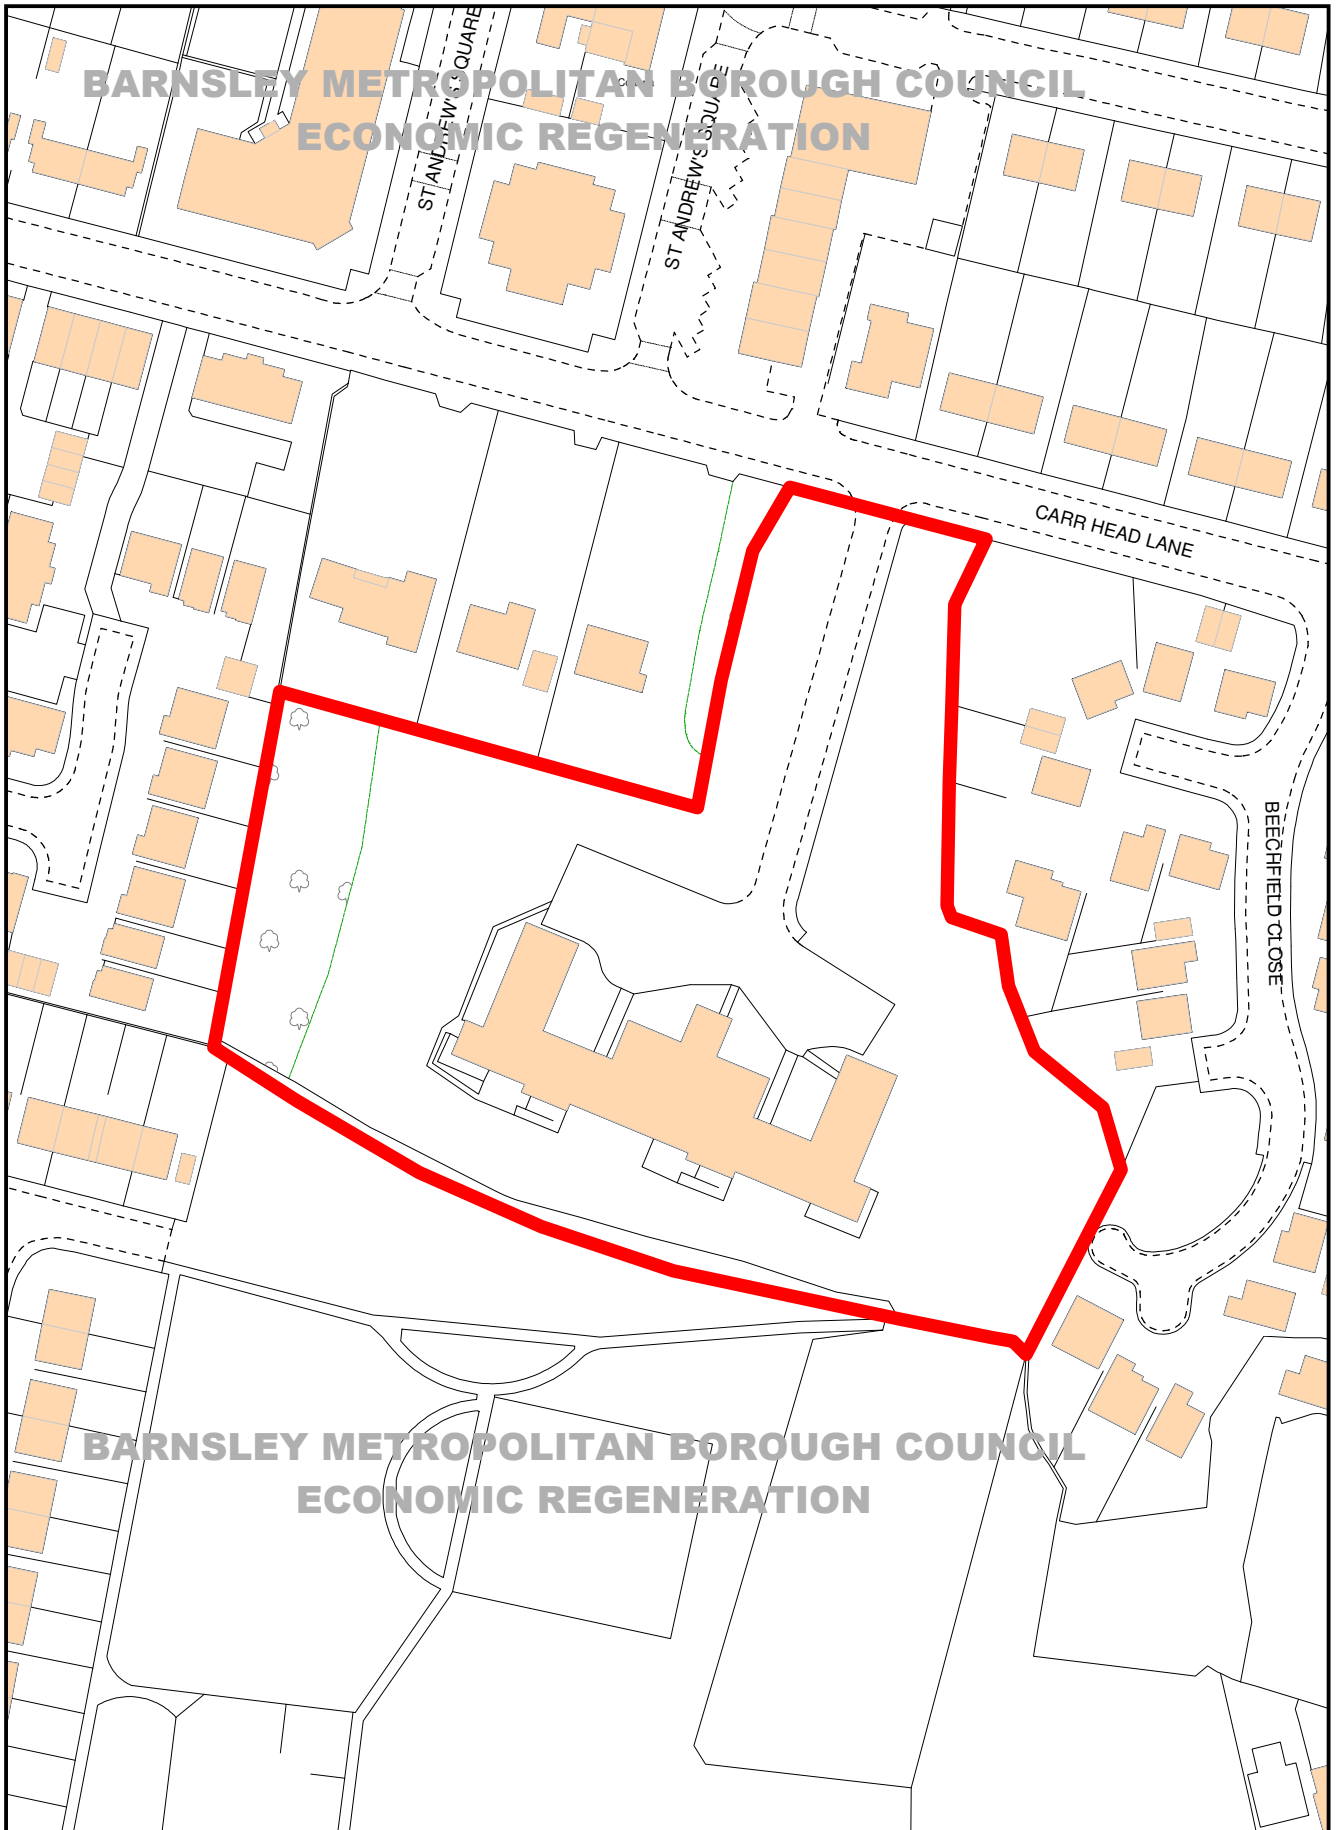 ST ANDREW'S SQUARE
ST ANDREW'S SQUARE
BARNSLEY METROPOLITAN BOROUGH COUNCIL
ECONOMIC REGENERATION
CARR HEAD LANE
BEECHFIELD CLOSE
BARNSLEY METROPOLITAN BOROUGH COUNCIL
ECONOMIC REGENERATION